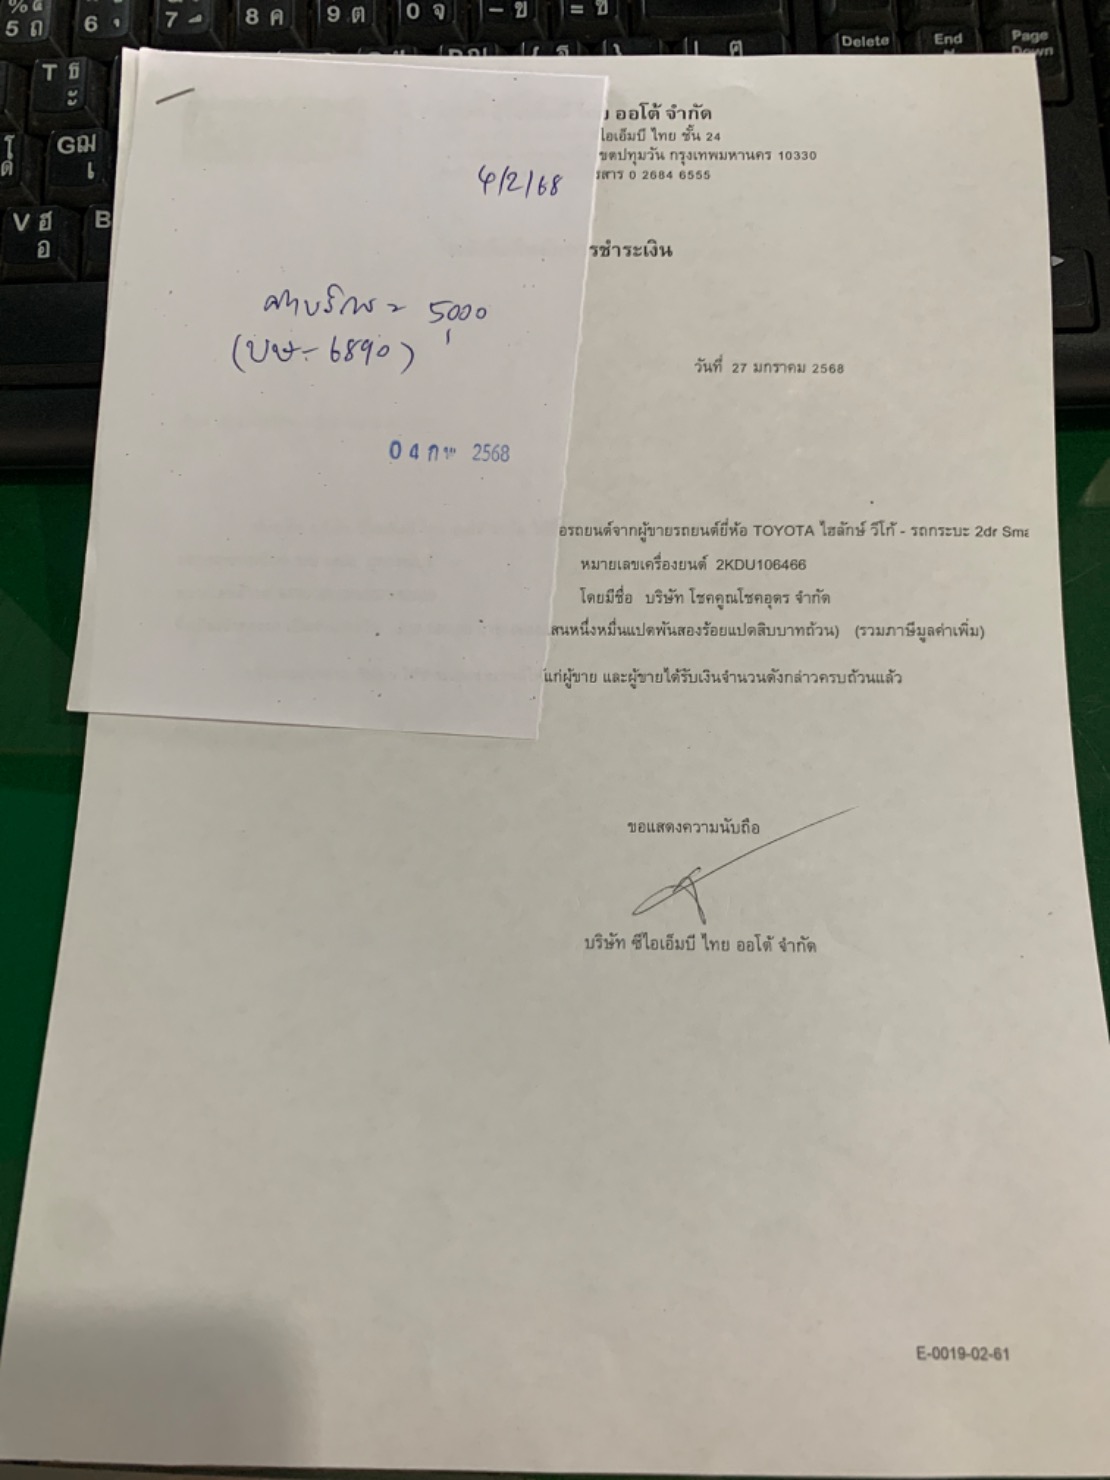 5 ถ 6 7 8 ค 9 ต 0 จ - ข = ช
Delete End Page Down
T ธ ะ
G ฌ เ
V ฮ อ B
ออโต้ จำกัด
ไอเอ็มบี ไทย ชั้น 24
ขตปทุมวัน กรุงเทพมหานคร 10330
รสาร 0 2684 6555
4/2/68
รชำระเงิน
ค่าบริการ = 5,000
(บษ- 6890)
วันที่ 27 มกราคม 2568
04 กพ 2568
อรถยนต์จากผู้ขายรถยนต์ยี่ห้อ TOYOTA ไฮลักษ์ วีโก้ - รถกระบะ 2dr Sma
หมายเลขเครื่องยนต์ 2KDU106466
โดยมีชื่อ บริษัท โชคคูณโชคอุดร จำกัด
สนหนึ่งหมื่นแปดพันสองร้อยแปดสิบบาทถ้วน) (รวมภาษีมูลค่าเพิ่ม)
แก่ผู้ขาย และผู้ขายได้รับเงินจำนวนดังกล่าวครบถ้วนแล้ว
ขอแสดงความนับถือ
บริษัท ซีไอเอ็มบี ไทย ออโต้ จำกัด
E-0019-02-61